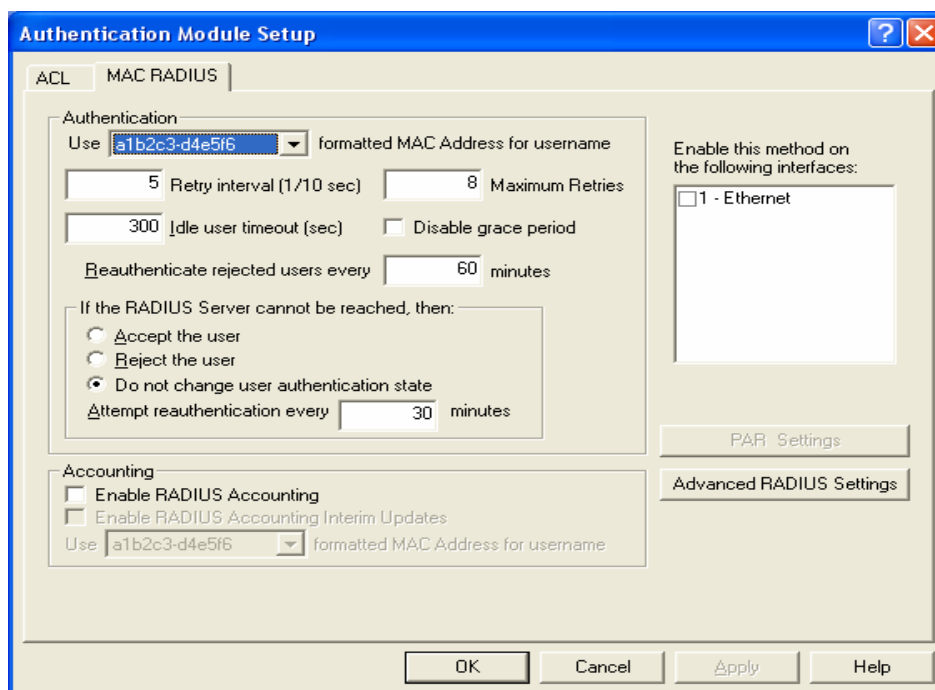 Authentication Module Setup
ACL
MAC RADIUS
Authentication
Use a1b2c3-d4e5f6 formatted MAC Address for username
5 Retry interval (1/10 sec) 8 Maximum Retries
300 Idle user timeout (sec) Disable grace period
Reauthenticate rejected users every 60 minutes
If the RADIUS Server cannot be reached, then:
Accept the user
Reject the user
Do not change user authentication state
Attempt reauthentication every 30 minutes
Accounting
Enable RADIUS Accounting
Enable RADIUS Accounting Interim Updates
Use a1b2c3-d4e5f6 formatted MAC Address for username
Enable this method on
the following interfaces:
1 - Ethernet
PAR Settings
Advanced RADIUS Settings
OK
Cancel
Apply
Help